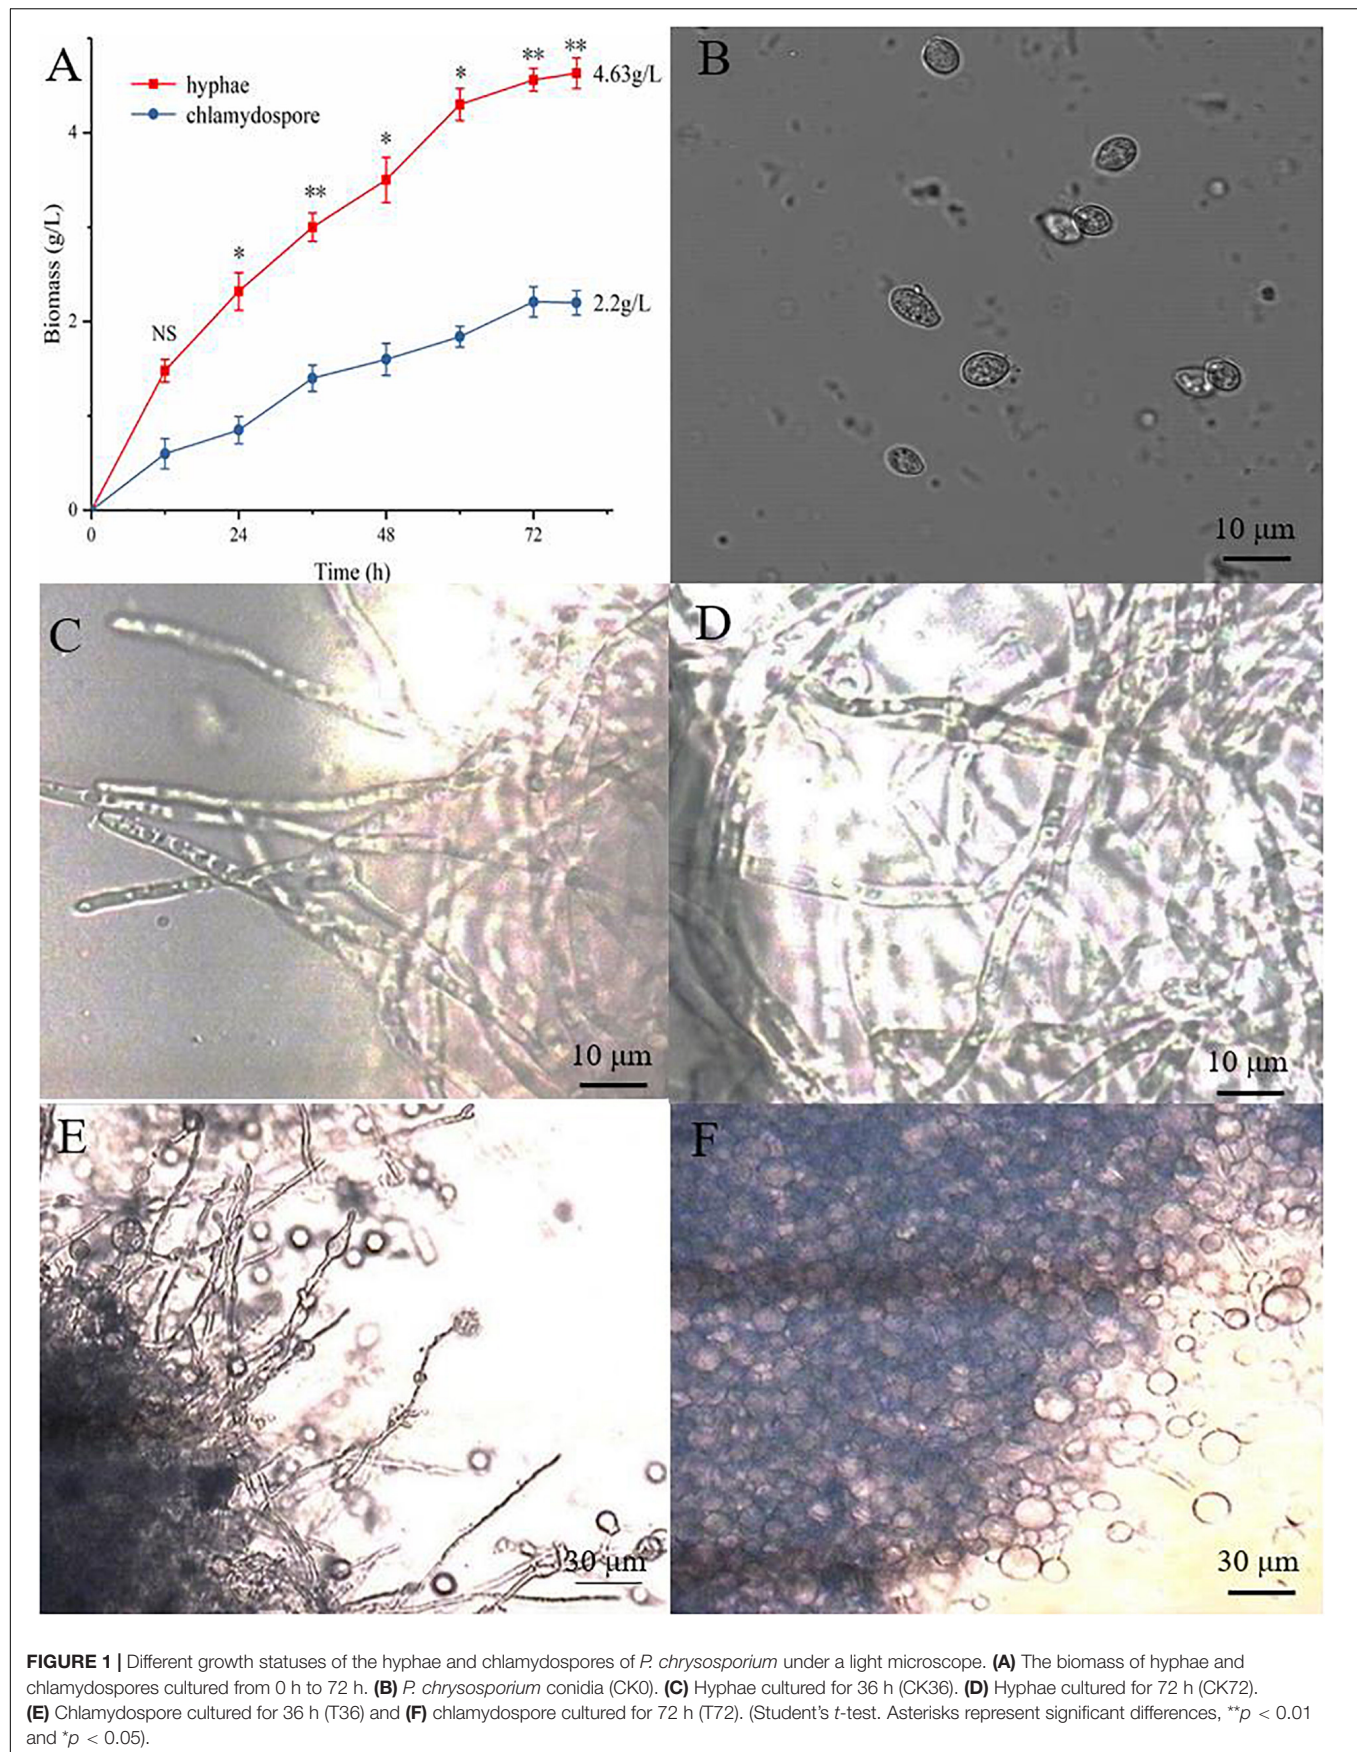 A
hyphae
chlamydospore
NS
*
**
*
*
**
**
4.63g/L
2.2g/L
4
2
0
Biomass (g/L)
0
24
48
72
Time (h)
B
10 µm
C
10 µm
D
10 µm
E
30 µm
F
30 µm
FIGURE 1 | Different growth statuses of the hyphae and chlamydospores of P. chrysosporium under a light microscope. (A) The biomass of hyphae and
chlamydospores cultured from 0 h to 72 h. (B) P. chrysosporium conidia (CK0). (C) Hyphae cultured for 36 h (CK36). (D) Hyphae cultured for 72 h (CK72).
(E) Chlamydospore cultured for 36 h (T36) and (F) chlamydospore cultured for 72 h (T72). (Student's t-test. Asterisks represent significant differences, **p < 0.01
and *p < 0.05).